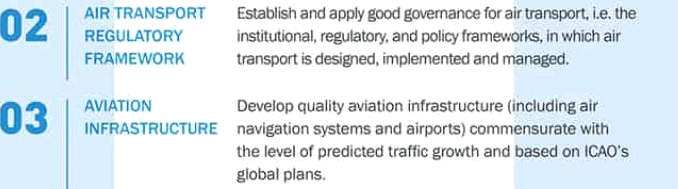 02
AIR TRANSPORT
REGULATORY
FRAMEWORK
Establish and apply good governance for air transport, i.e. the
institutional, regulatory, and policy frameworks, in which air
transport is designed, implemented and managed.
03
AVIATION
INFRASTRUCTURE
Develop quality aviation infrastructure (including air
navigation systems and airports) commensurate with
the level of predicted traffic growth and based on ICAO's
global plans.